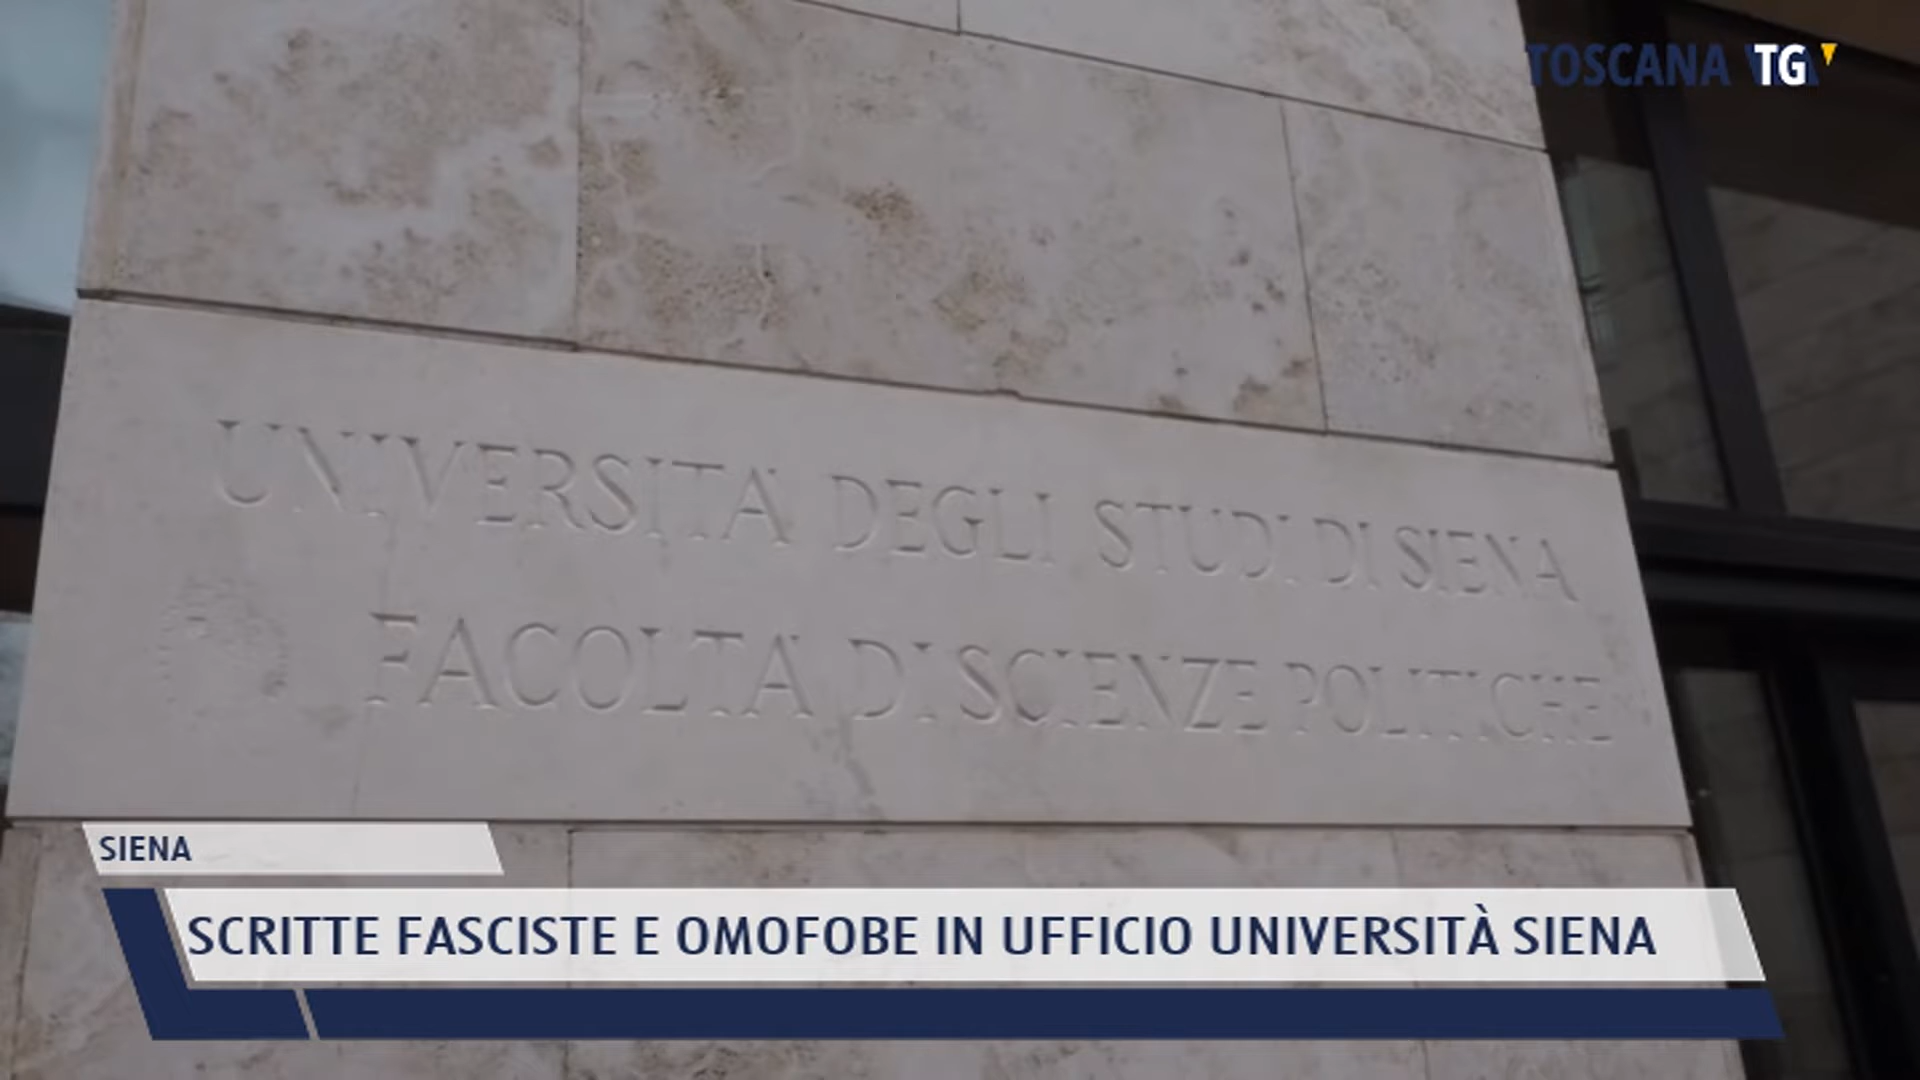 TOSCANA TG
UNIVERSITA' DEGLI STUDI DI SIENA
FACOLTA' DI SCIENZE POLITICHE
SIENA
SCRITTE FASCISTE E OMOFOBE IN UFFICIO UNIVERSITÀ SIENA